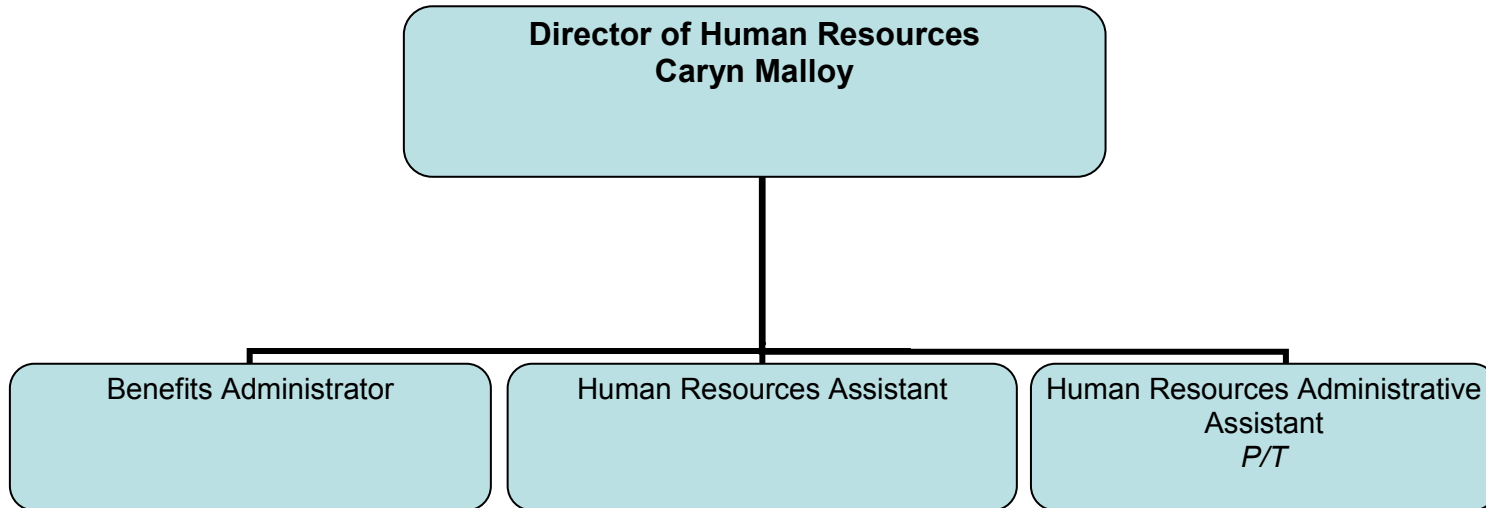 Director of Human Resources
Caryn Malloy
Benefits Administrator
Human Resources Assistant
Human Resources Administrative
Assistant
P/T